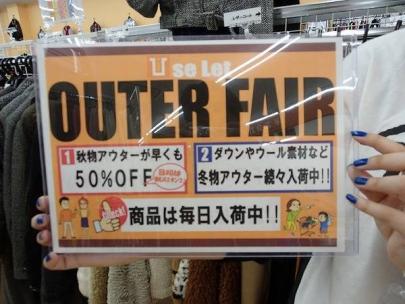 Use Let
OUTER FAIR
1 秋物アウターが早くも
50%OFF
2 ダウンやウール素材など
冬物アウター続々入荷中!!
check!
商品は毎日入荷中!!